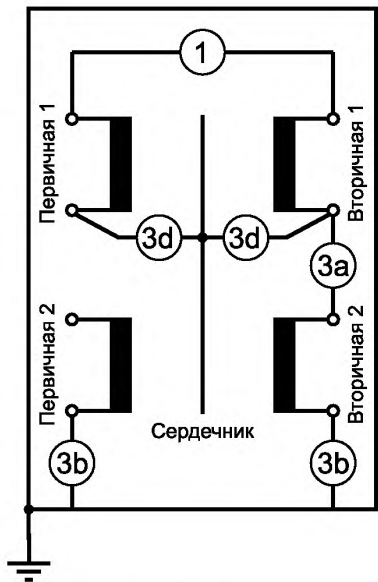 1
Первичная 1
Вторичная 1
3d
3d
3a
Первичная 2
Вторичная 2
Сердечник
3b
3b